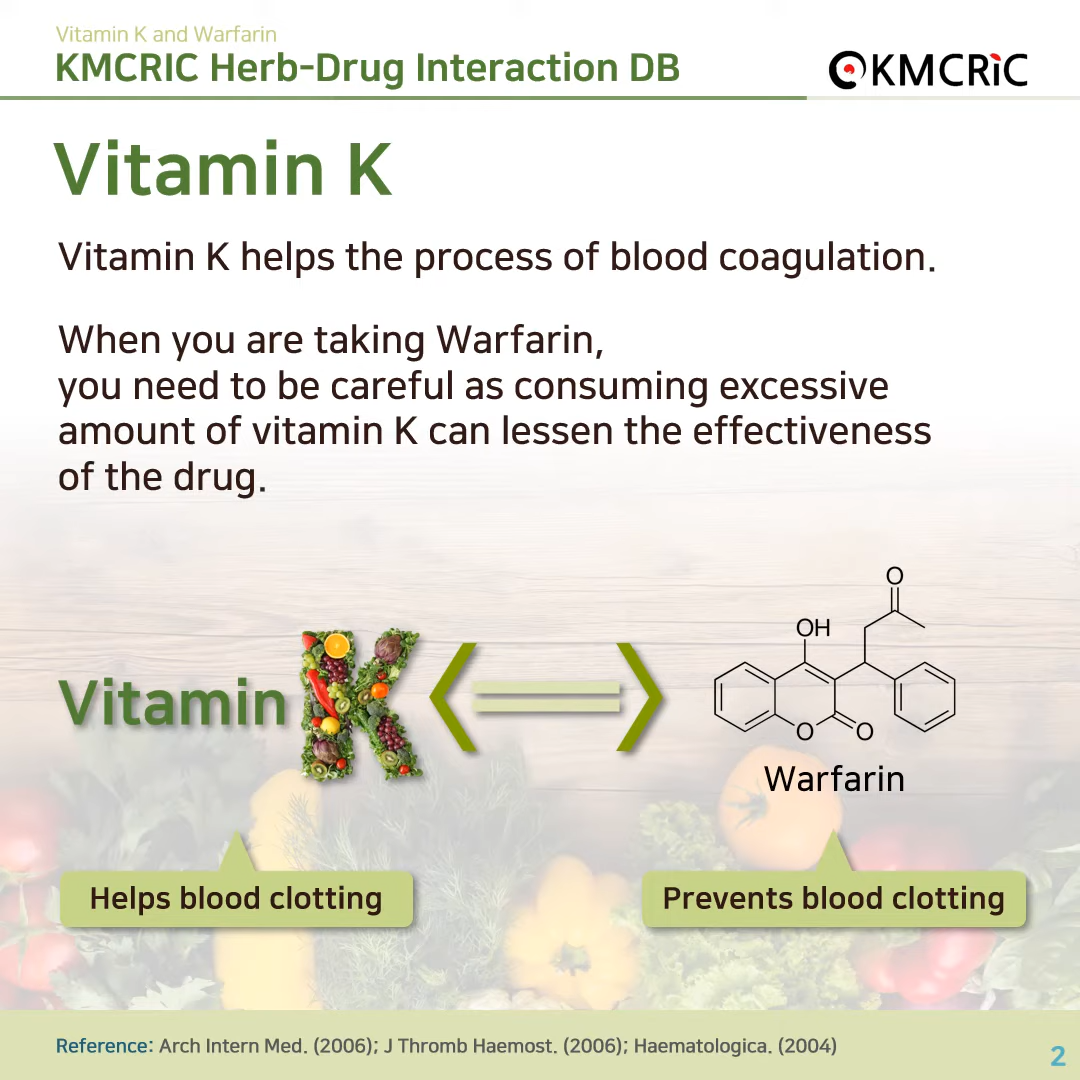 Vitamin K and Warfarin
KMCRIC Herb-Drug Interaction DB
KMCRiC
Vitamin K
Vitamin K helps the process of blood coagulation.
When you are taking Warfarin,
you need to be careful as consuming excessive
amount of vitamin K can lessen the effectiveness
of the drug.
Vitamin K
O
OH
O
O
Warfarin
Helps blood clotting
Prevents blood clotting
Reference: Arch Intern Med. (2006); J Thromb Haemost. (2006); Haematologica. (2004)
2